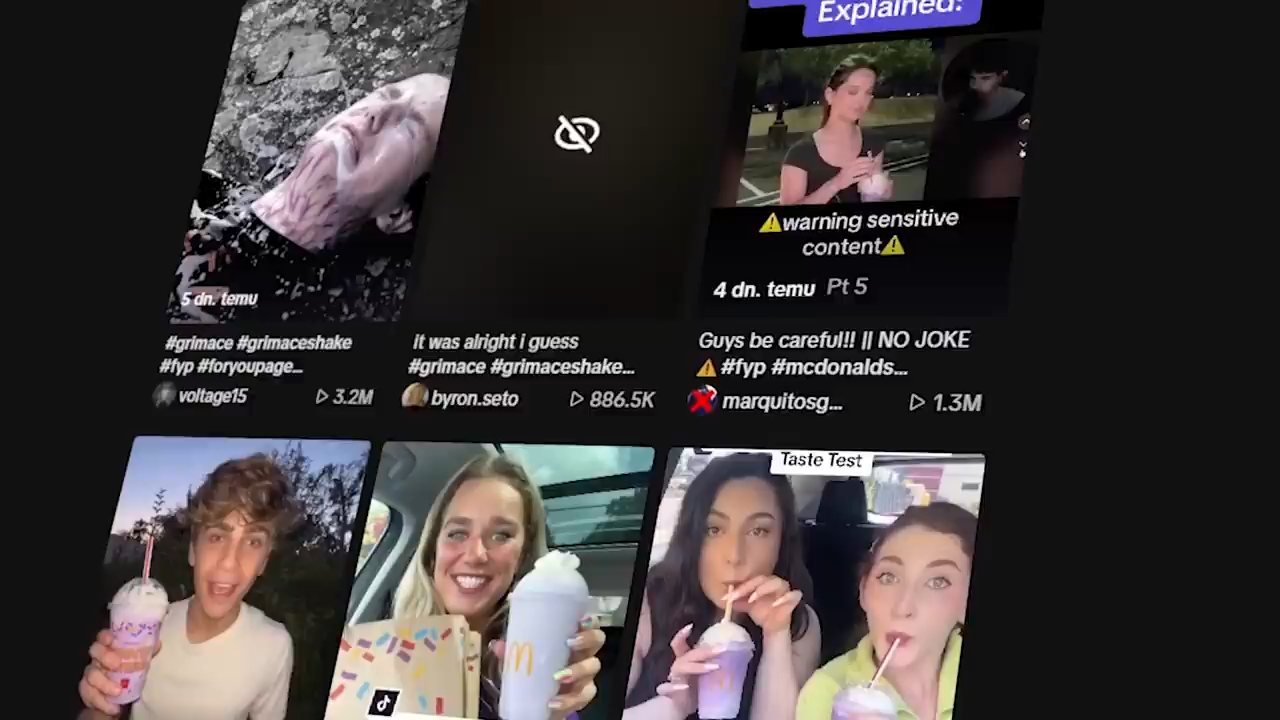 Explained:
⚠️warning sensitive
content⚠️
5 dn. temu
4 dn. temu Pt 5
#grimace #grimaceshake
#fyp #foryoupage...
voltage15 3.2M
it was alright i guess
#grimace #grimaceshake...
byron.seto 886.5K
Guys be careful!!! || NO JOKE
⚠️#fyp #mcdonalds...
marquitosg... 1.3M
Taste Test